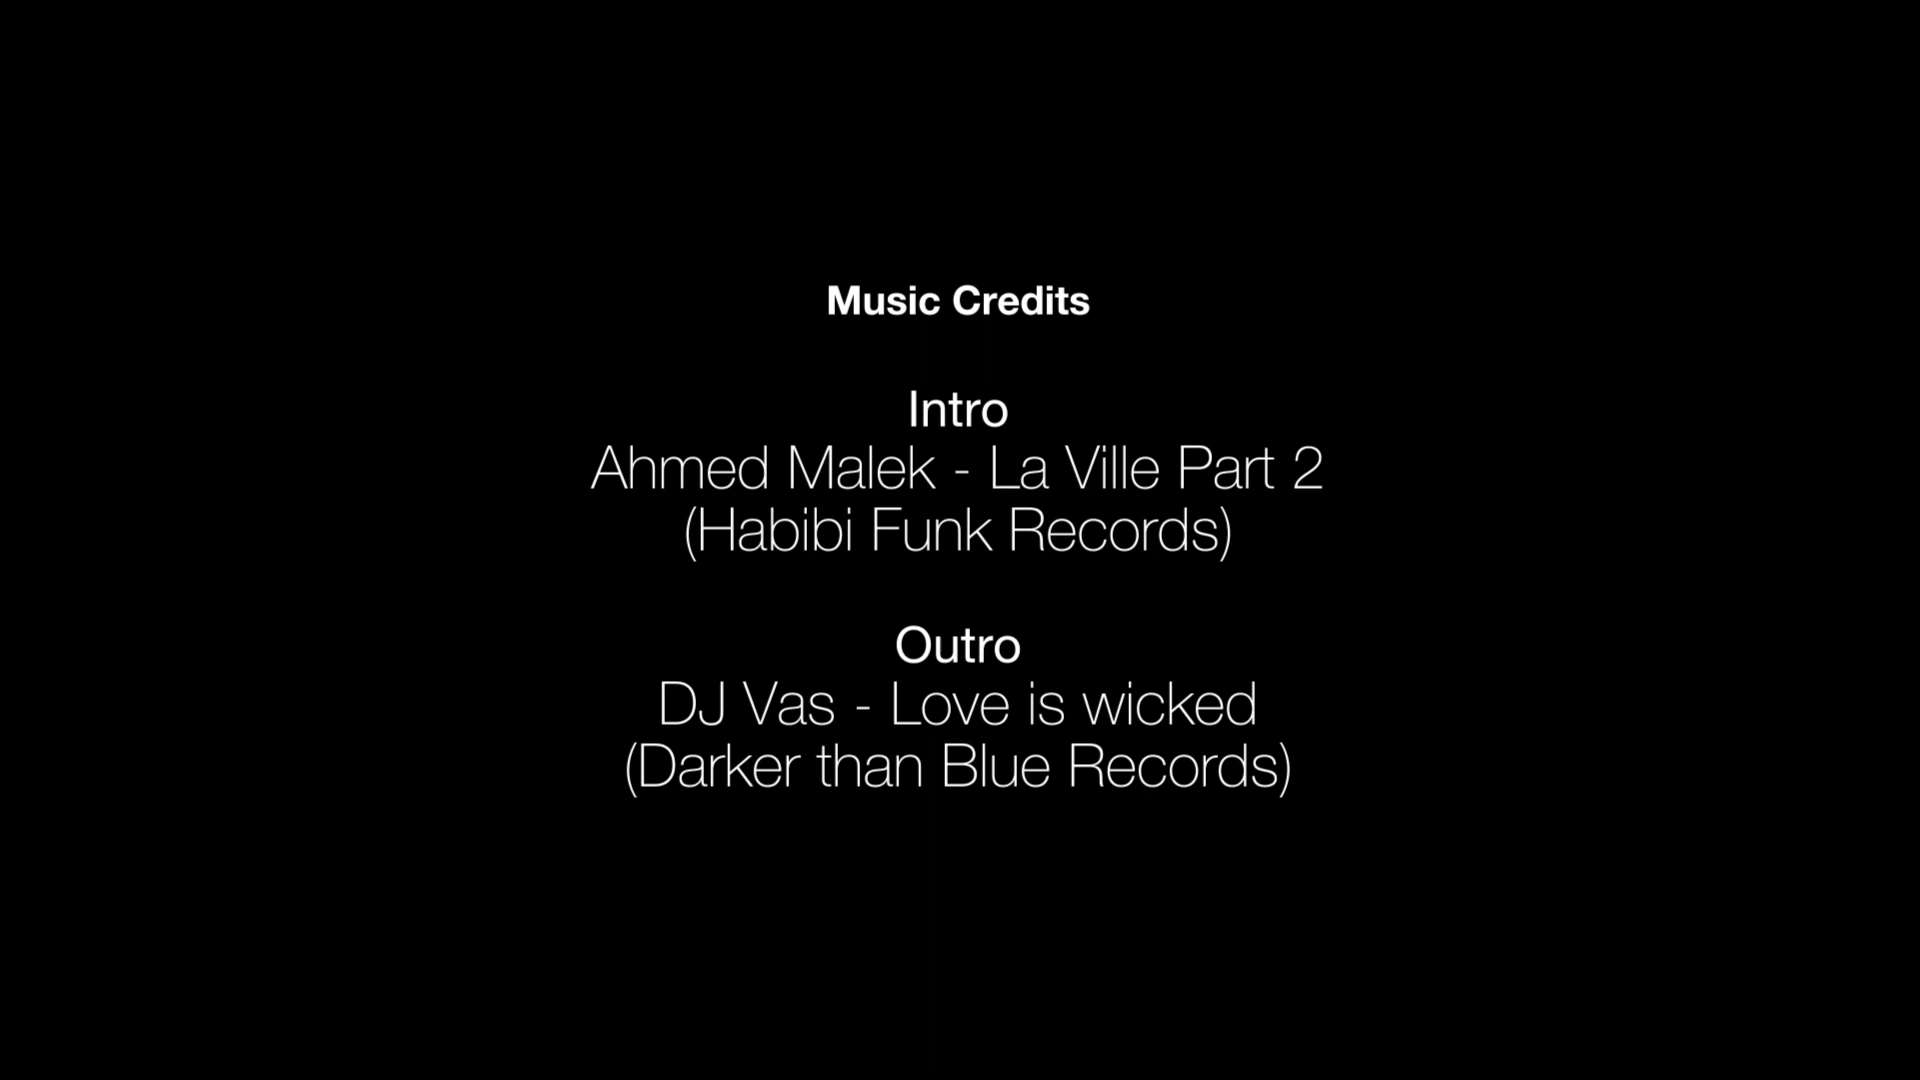 Music Credits
Intro
Ahmed Malek - La Ville Part 2
(Habibi Funk Records)
Outro
DJ Vas - Love is wicked
(Darker than Blue Records)